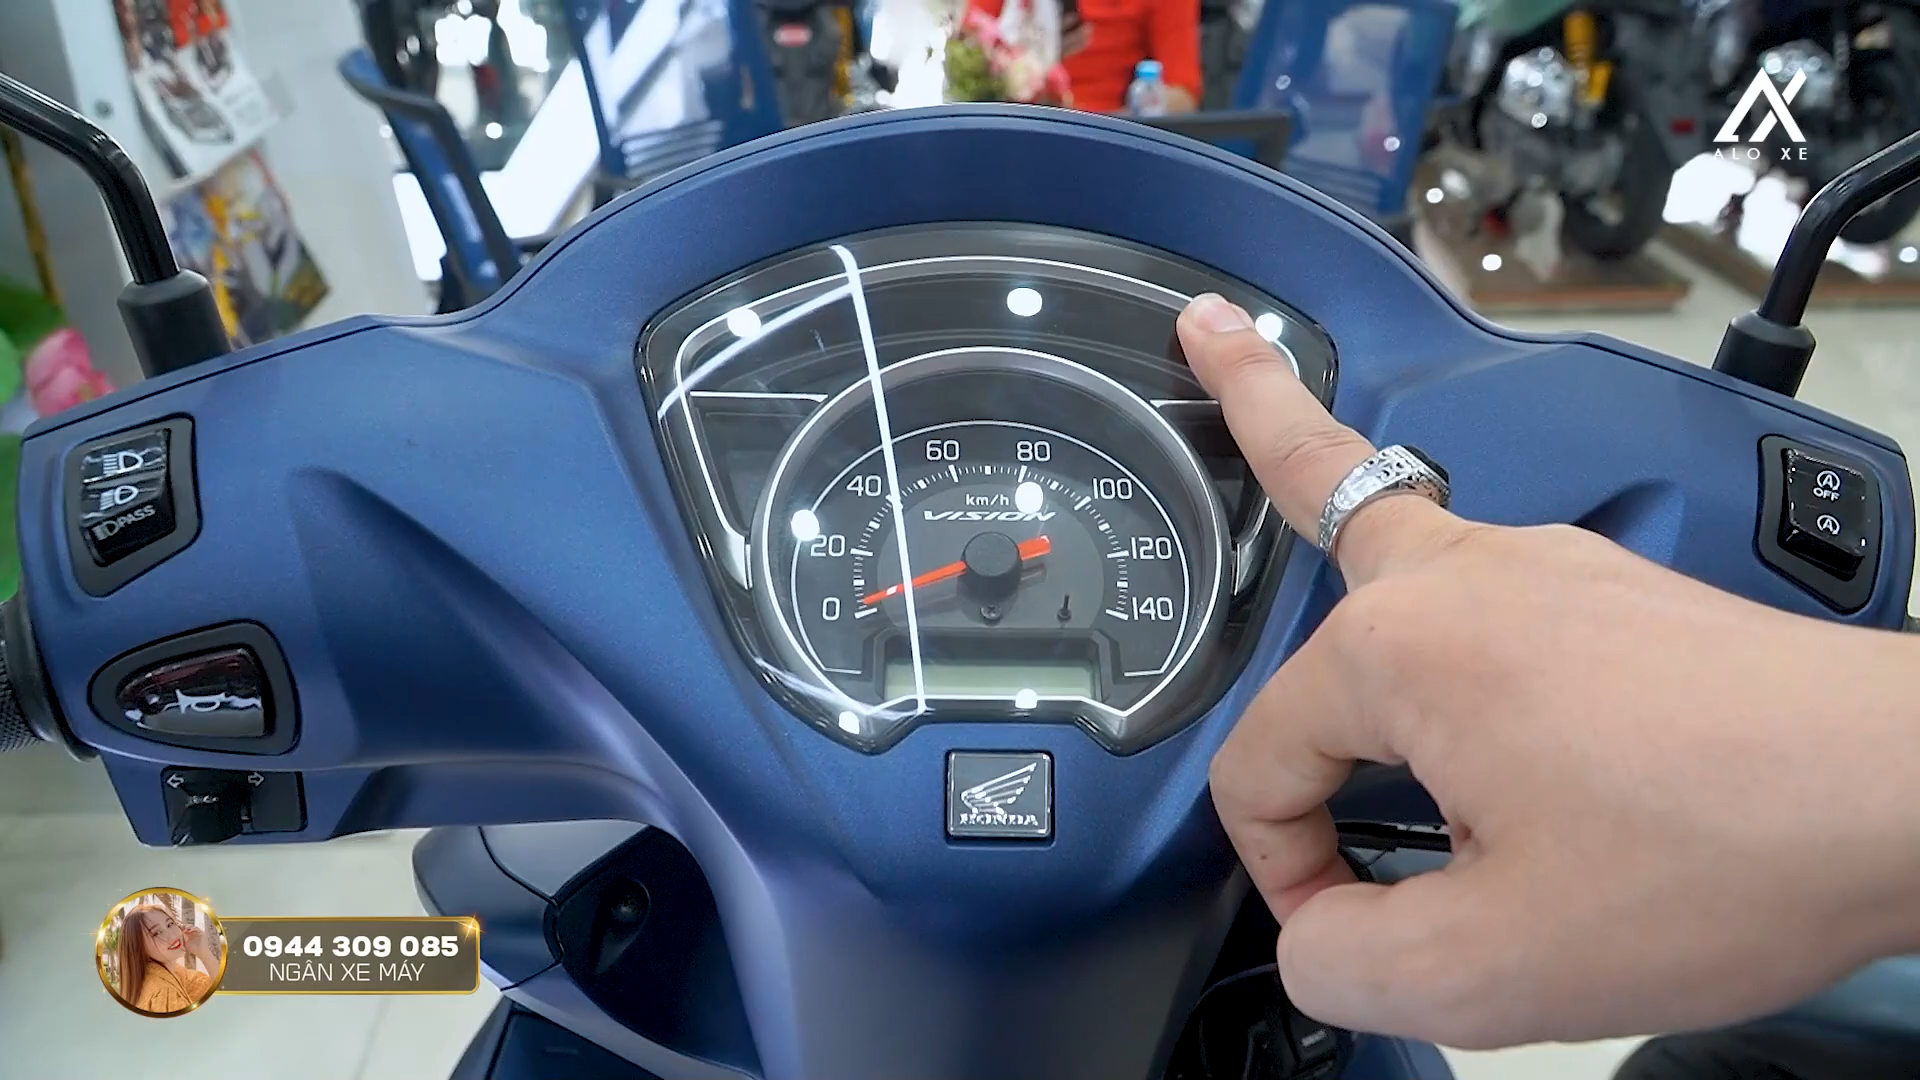 ALO XE
PASS
60
80
40
100
km/h
VISION
20
120
0
140
A
OFF
A
HONDA
0944 309 085
NGÂN XE MÁY